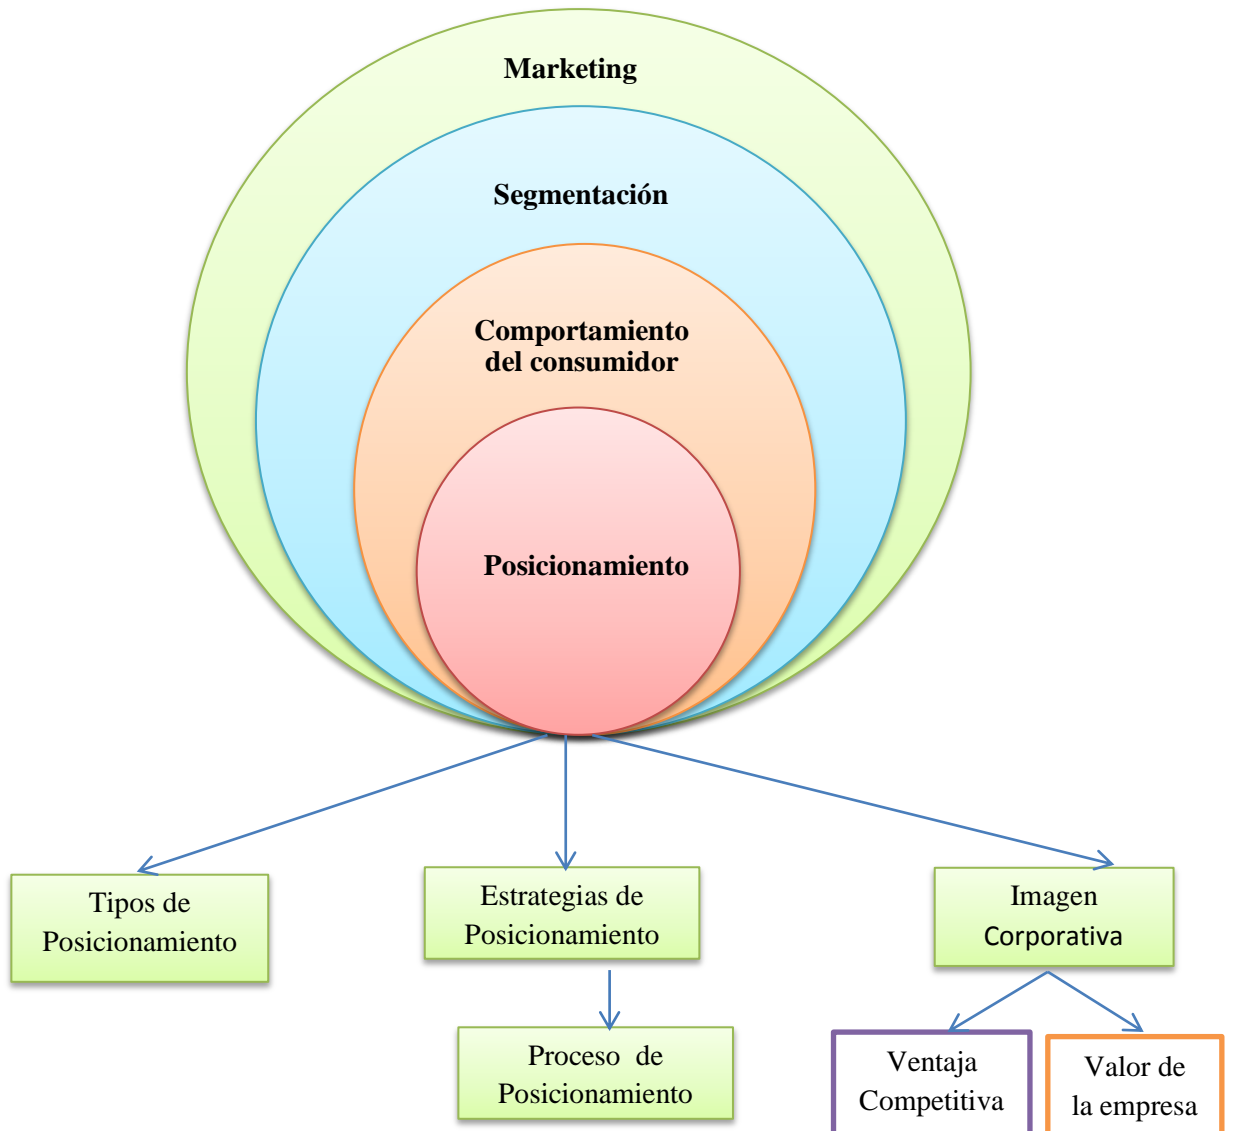 Marketing
Segmentación
Comportamiento
del consumidor
Posicionamiento
Tipos de
Posicionamiento
Estrategias de
Posicionamiento
Imagen
Corporativa
Proceso de
Posicionamiento
Ventaja
Competitiva
Valor de
la empresa